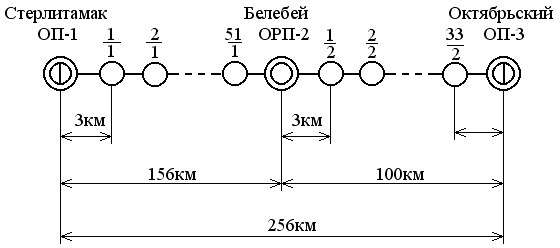 Стерлитамак Белебей Октябрьский
ОП-1 1/1 2/1 51/1 ОРП-2 1/2 2/2 33/2 ОП-3
3км 3км
156км 100км
256км